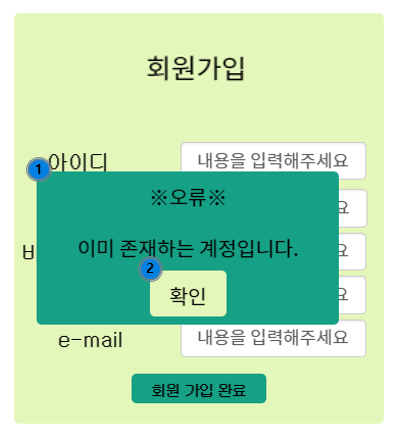 회원가입
1
아이디 내용을 입력해주세요
※오류※
이미 존재하는 계정입니다.
2
확인
e-mail 내용을 입력해주세요
회원 가입 완료